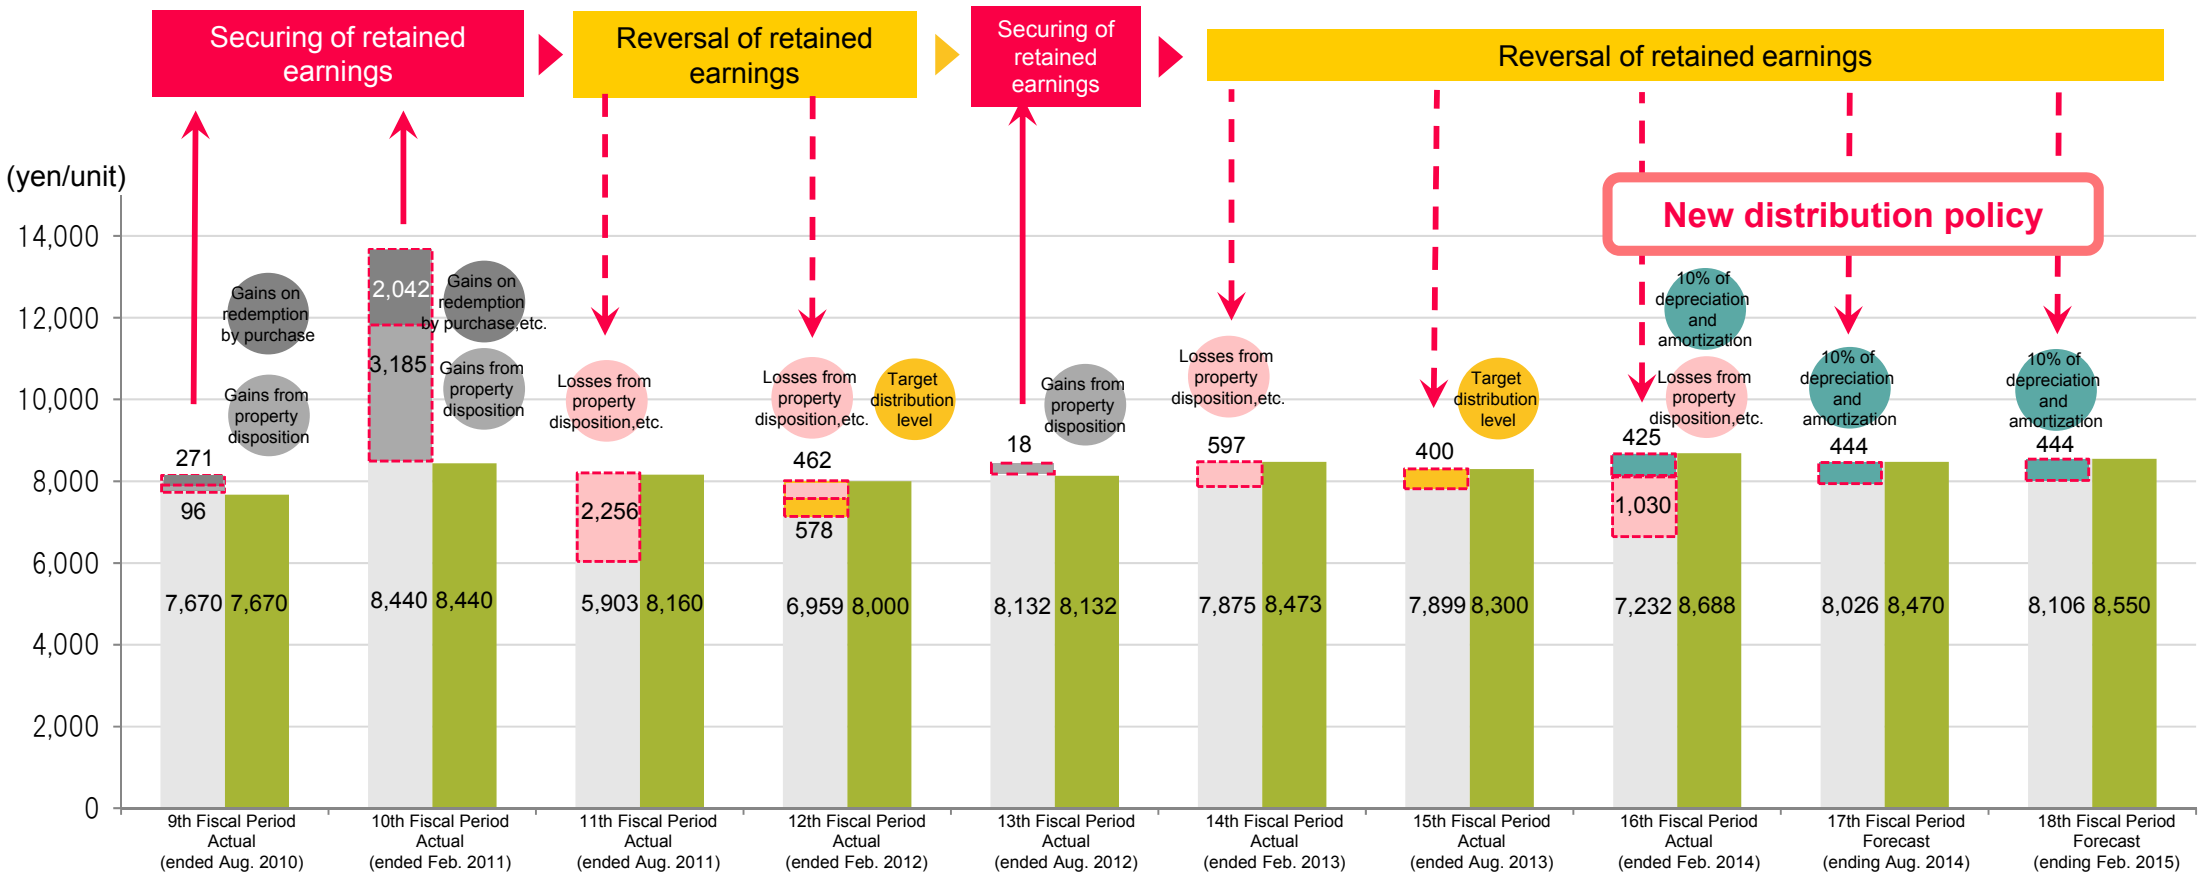 Securing of retained
earnings
Reversal of retained
earnings
Securing of
retained
earnings
Reversal of retained earnings
(yen/unit)
New distribution policy
14,000
12,000
10,000
8,000
6,000
4,000
2,000
0
Gains on
redemption
by purchase
Gains from
property
disposition
271
96
7,670
7,670
2,042
3,185
Gains on
redemption
by purchase,etc.
Gains from
property
disposition
8,440
8,440
Losses from
property
disposition,etc.
2,256
5,903
8,160
Losses from
property
disposition,etc.
Target
distribution
level
462
578
6,959
8,000
Gains from
property
disposition
18
8,132
8,132
Losses from
property
disposition,etc.
597
7,875
8,473
Target
distribution
level
400
7,899
8,300
10% of
depreciation
and
amortization
Losses from
property
disposition,etc.
425
1,030
7,232
8,688
10% of
depreciation
and
amortization
444
8,026
8,470
10% of
depreciation
and
amortization
444
8,106
8,550
9th Fiscal Period
Actual
(ended Aug. 2010)
10th Fiscal Period
Actual
(ended Feb. 2011)
11th Fiscal Period
Actual
(ended Aug. 2011)
12th Fiscal Period
Actual
(ended Feb. 2012)
13th Fiscal Period
Actual
(ended Aug. 2012)
14th Fiscal Period
Actual
(ended Feb. 2013)
15th Fiscal Period
Actual
(ended Aug. 2013)
16th Fiscal Period
Actual
(ended Feb. 2014)
17th Fiscal Period
Forecast
(ending Aug. 2014)
18th Fiscal Period
Forecast
(ending Feb. 2015)